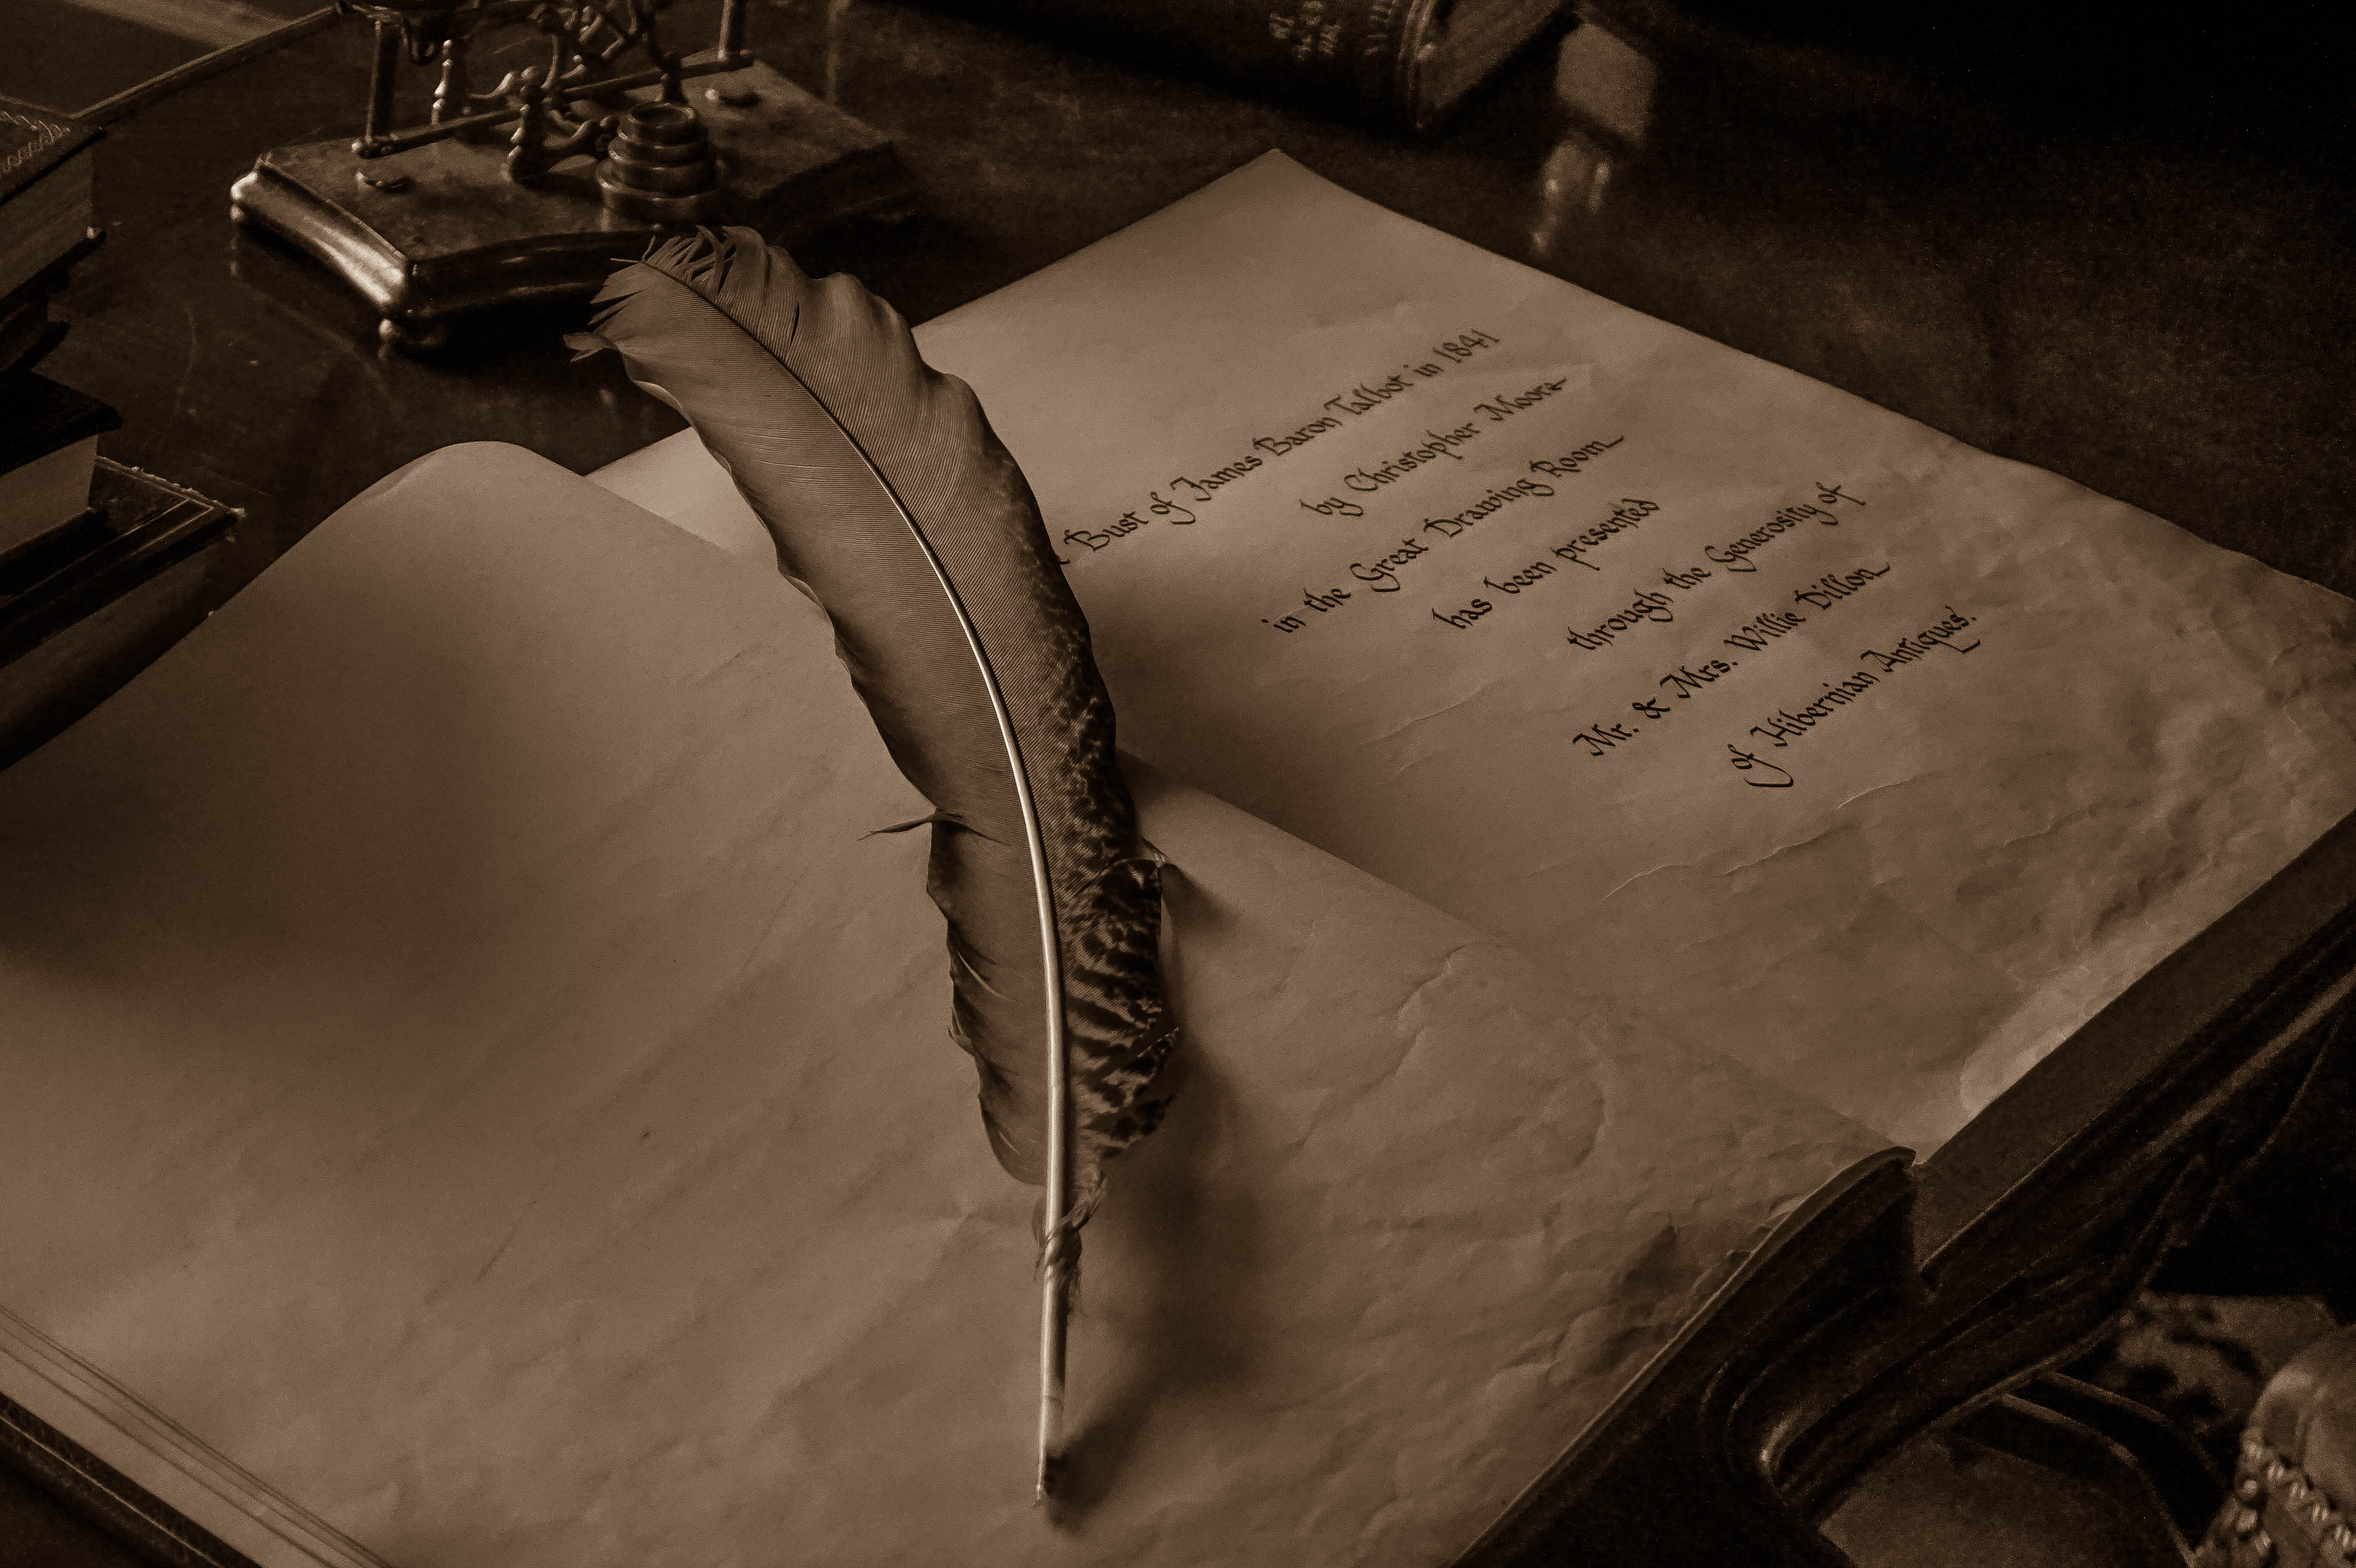 Bust of James Baron Talbot in 1841
by Christopher Moore
in the Great Drawing Room
has been presented
through the Generosity of
Mr. & Mrs. Willie Dillon
of Hibernian Antiques.'